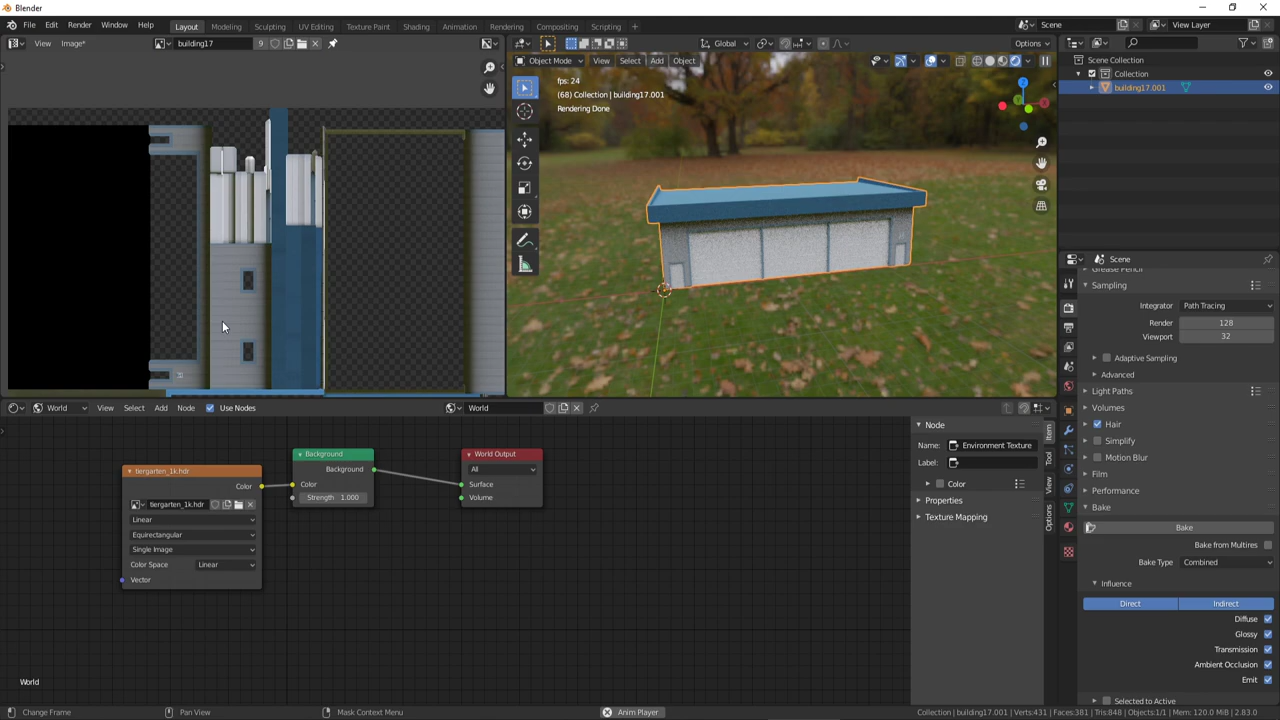 Blender
File Edit Render Window Help Layout Modeling Sculpting UV Editing Texture Paint Shading Animation Rendering Compositing Scripting + Scene View Layer
View Image* building17 9 Global Options
Object Mode View Select Add Object
fps: 24
(68) Collection | building17.001
Rendering Done
Scene Collection
Collection
building17.001
Scene
Grease Pencil
Sampling
Integrator Path Tracing
Render 128
Viewport 32
Adaptive Sampling
Advanced
Light Paths
Volumes
Hair
Simplify
Motion Blur
Film
Performance
Bake
Bake
Bake from Multires
Bake Type Combined
Influence
Direct Indirect
Diffuse
Glossy
Transmission
Ambient Occlusion
Emit
Selected to Active
World View Select Add Node Use Nodes World
tiergarten_1k.hdr
Color
tiergarten_1k.hdr
Linear
Equirectangular
Single Image
Color Space Linear
Vector
Background
Background
Color
Strength 1.000
World Output
All
Surface
Volume
Node
Name: Environment Texture
Label:
Color
Properties
Texture Mapping
Item
Tool
View
Options
World
Change Frame Pan View Mask Context Menu Anim Player Collection | building17.001 | Verts:431 | Faces:381 | Tris:848 | Objects:1/1 | Mem: 120.0 MiB | 2.83.0